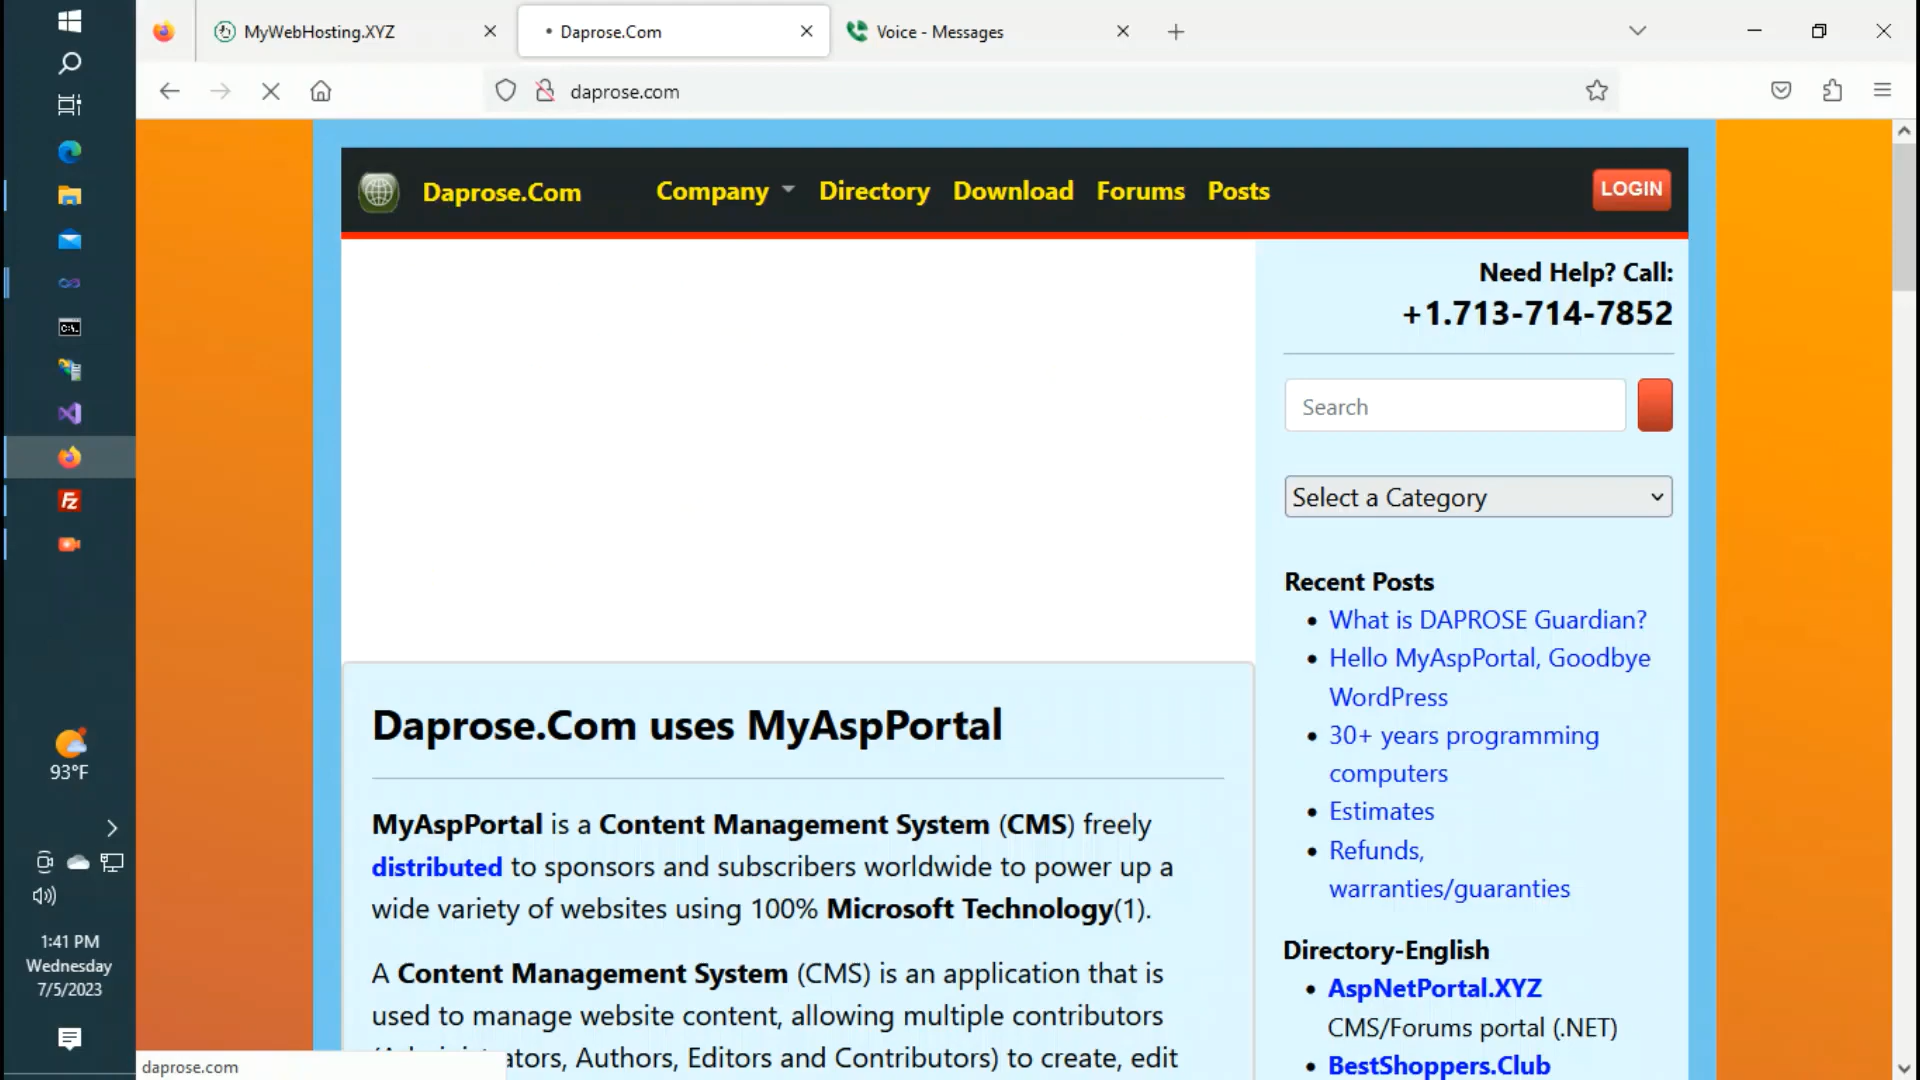 MyWebHosting.XYZ
Daprose.Com
Voice - Messages
daprose.com
Daprose.Com
Company
Directory
Download
Forums
Posts
LOGIN
Need Help? Call:
+1.713-714-7852
Search
Select a Category
Recent Posts
What is DAPROSE Guardian?
Hello MyAspPortal, Goodbye
WordPress
30+ years programming
computers
Estimates
Refunds,
warranties/guaranties
Directory-English
AspNetPortal.XYZ
CMS/Forums portal (.NET)
BestShoppers.Club
Daprose.Com uses MyAspPortal
MyAspPortal is a Content Management System (CMS) freely
distributed to sponsors and subscribers worldwide to power up a
wide variety of websites using 100% Microsoft Technology(1).
A Content Management System (CMS) is an application that is
used to manage website content, allowing multiple contributors
Authors, Editors and Contributors) to create, edit
daprose.com
C:\.
Fz
93°F
1:41 PM
Wednesday
7/5/2023